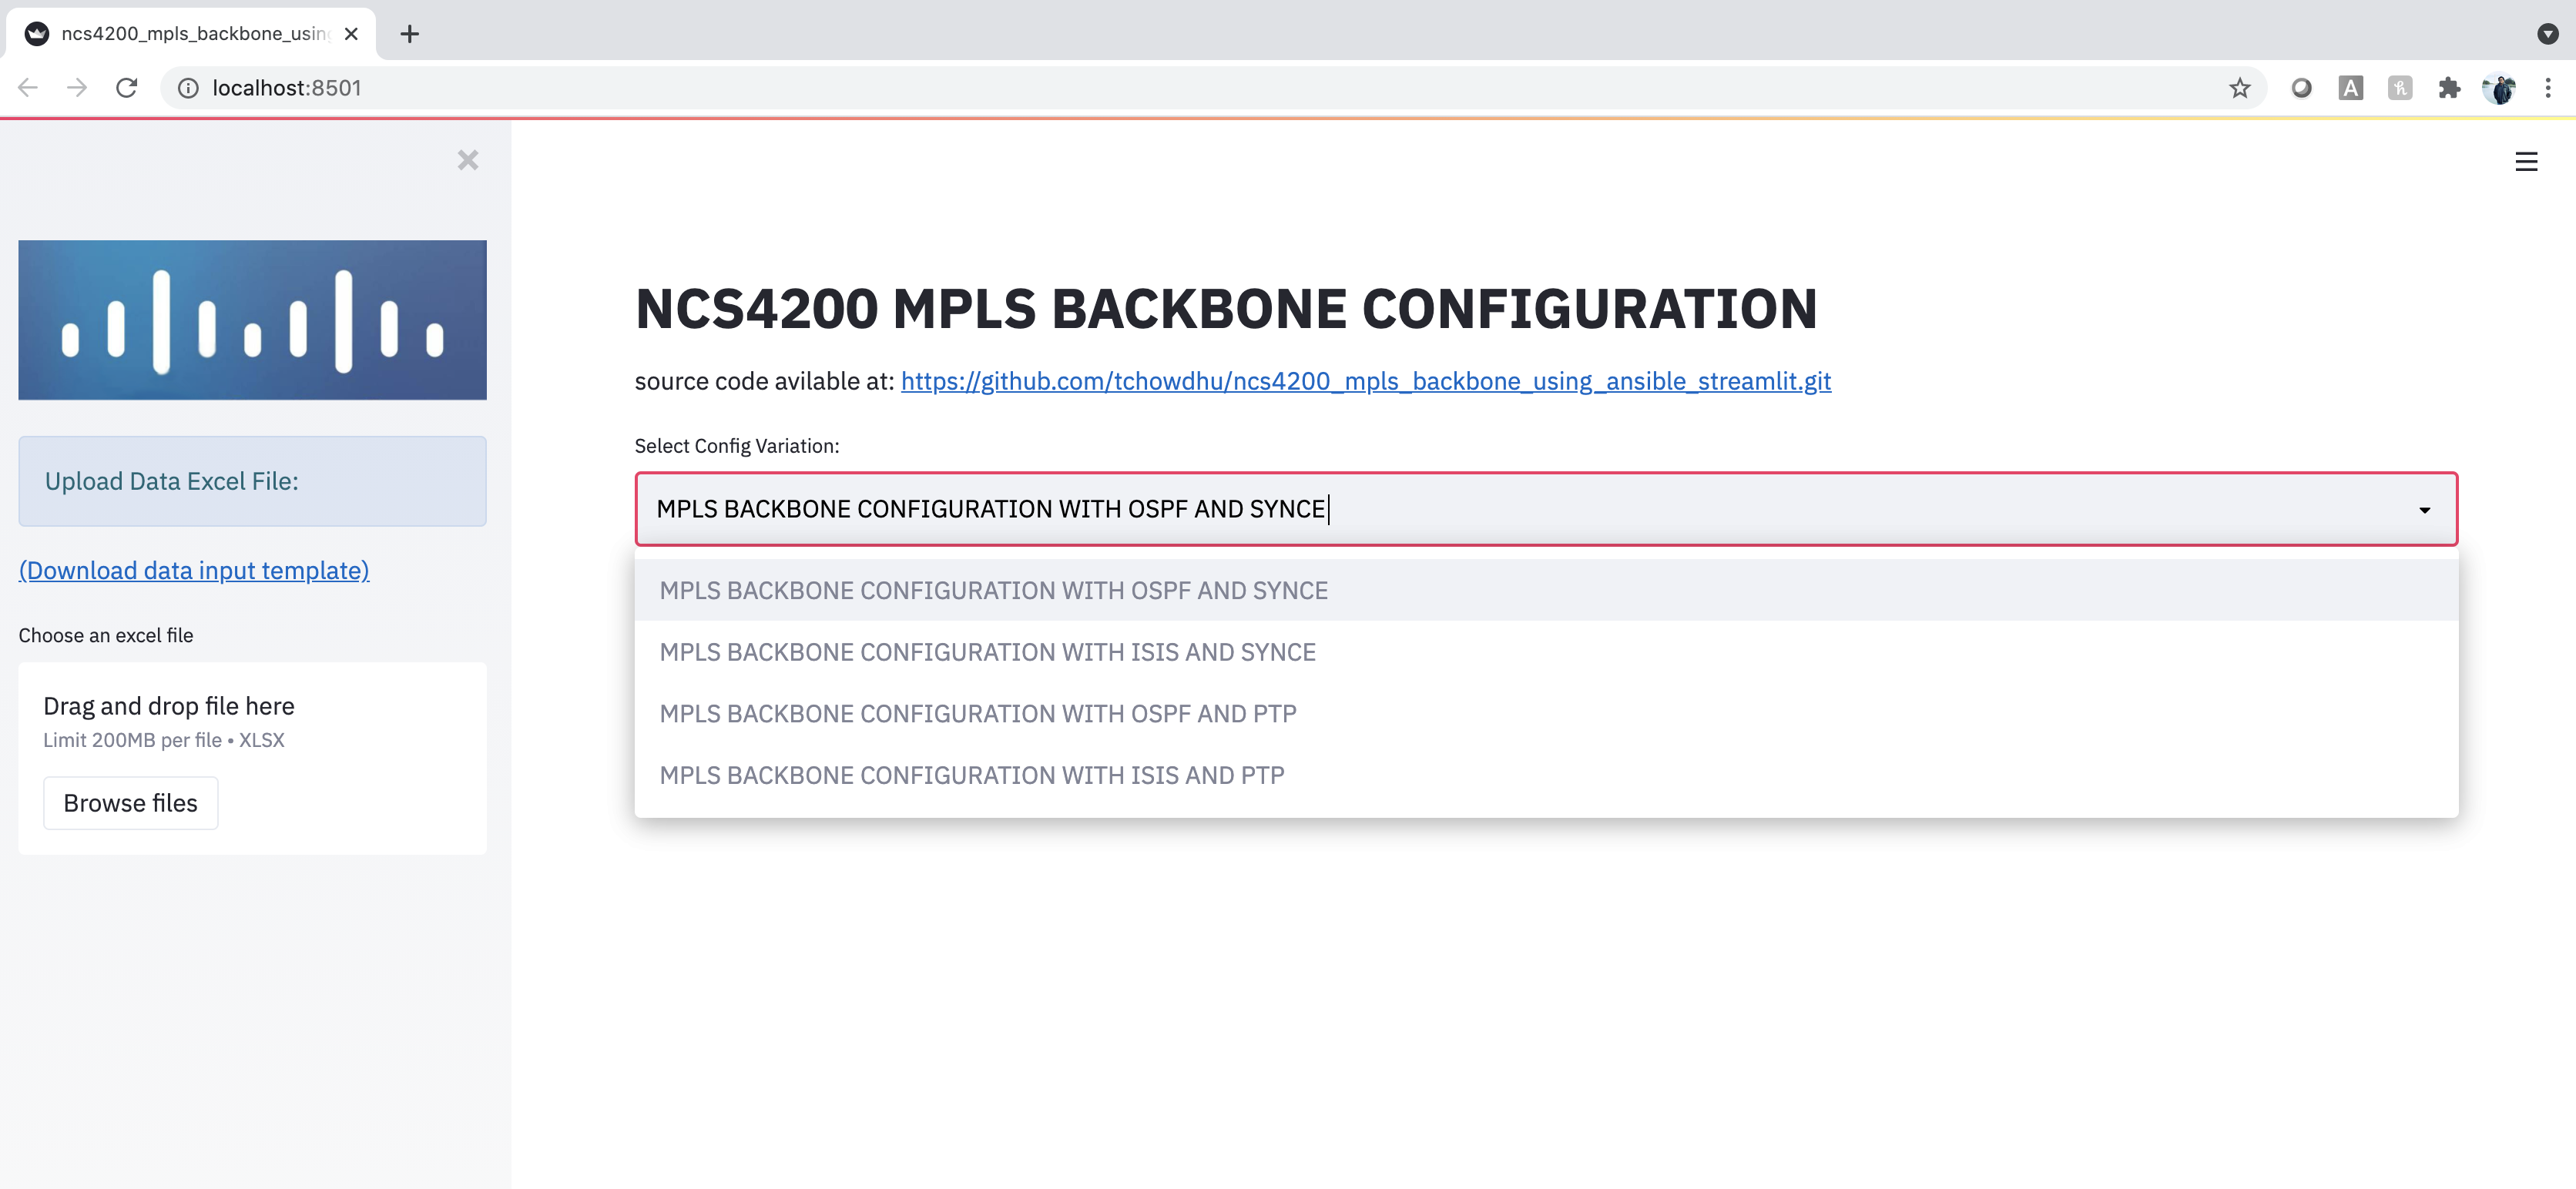 ncs4200_mpls_backbone_using
localhost:8501
Upload Data Excel File:
(Download data input template)
Choose an excel file
Drag and drop file here
Limit 200MB per file • XLSX
Browse files
NCS4200 MPLS BACKBONE CONFIGURATION
source code avilable at: https://github.com/tchowdhu/ncs4200_mpls_backbone_using_ansible_streamlit.git
Select Config Variation:
MPLS BACKBONE CONFIGURATION WITH OSPF AND SYNCE
MPLS BACKBONE CONFIGURATION WITH OSPF AND SYNCE
MPLS BACKBONE CONFIGURATION WITH ISIS AND SYNCE
MPLS BACKBONE CONFIGURATION WITH OSPF AND PTP
MPLS BACKBONE CONFIGURATION WITH ISIS AND PTP